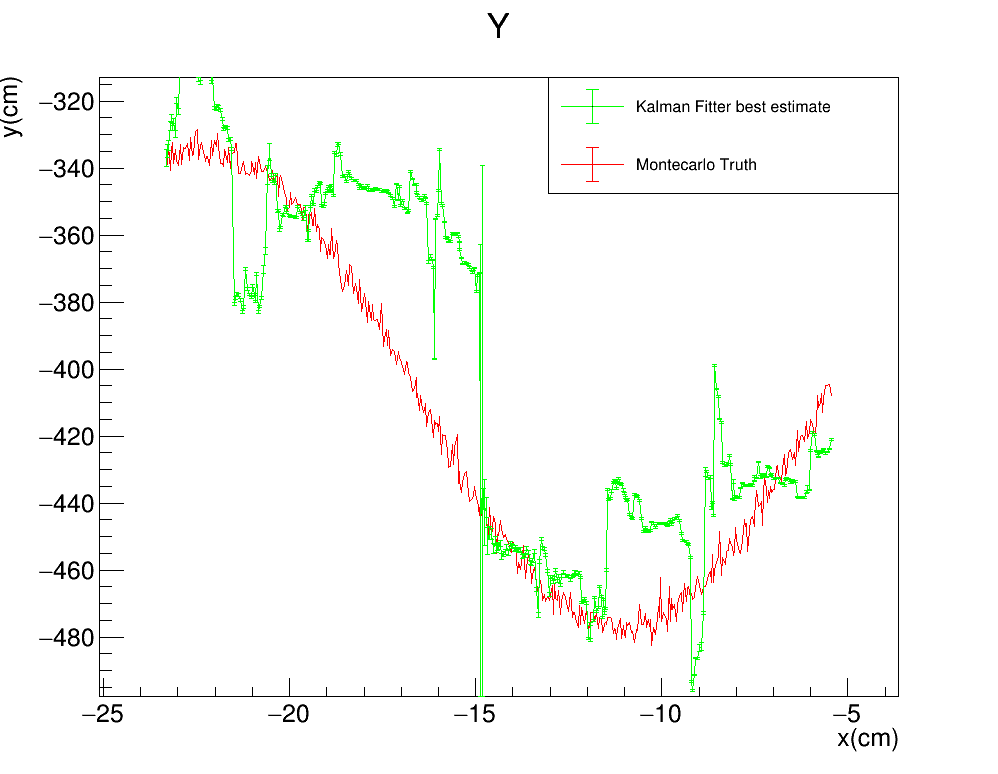 Y
y(cm)
−320
−340
−360
−380
−400
−420
−440
−460
−480
Kalman Fitter best estimate
Montecarlo Truth
−25 −20 −15 −10 −5
x(cm)